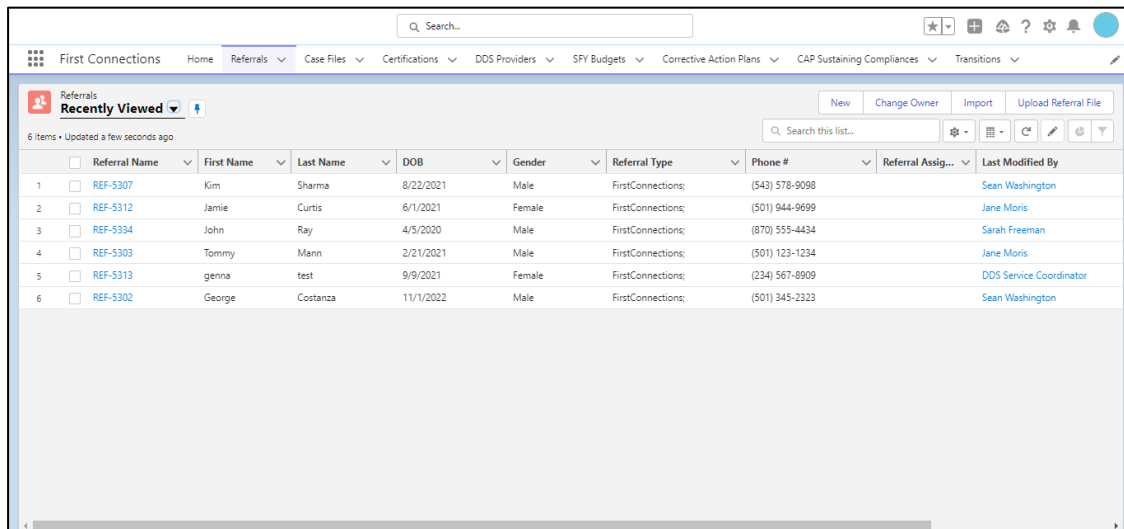 Search...
First Connections Home Referrals Case Files Certifications DDS Providers SFY Budgets Corrective Action Plans CAP Sustaining Compliances Transitions
Referrals
Recently Viewed
New Change Owner Import Upload Referral File
6 items • Updated a few seconds ago
Search this list...
Referral Name First Name Last Name DOB Gender Referral Type Phone # Referral Assig... Last Modified By
1 REF-5307 Kim Sharma 8/22/2021 Male FirstConnections; (543) 578-9098 Sean Washington
2 REF-5312 Jamie Curtis 6/1/2021 Female FirstConnections; (501) 944-9699 Jane Moris
3 REF-5334 John Ray 4/5/2020 Male FirstConnections; (870) 555-4434 Sarah Freeman
4 REF-5303 Tommy Mann 2/21/2021 Male FirstConnections; (501) 123-1234 Jane Moris
5 REF-5313 genna test 9/9/2021 Female FirstConnections; (234) 567-8909 DDS Service Coordinator
6 REF-5302 George Costanza 11/1/2022 Male FirstConnections; (501) 345-2323 Sean Washington